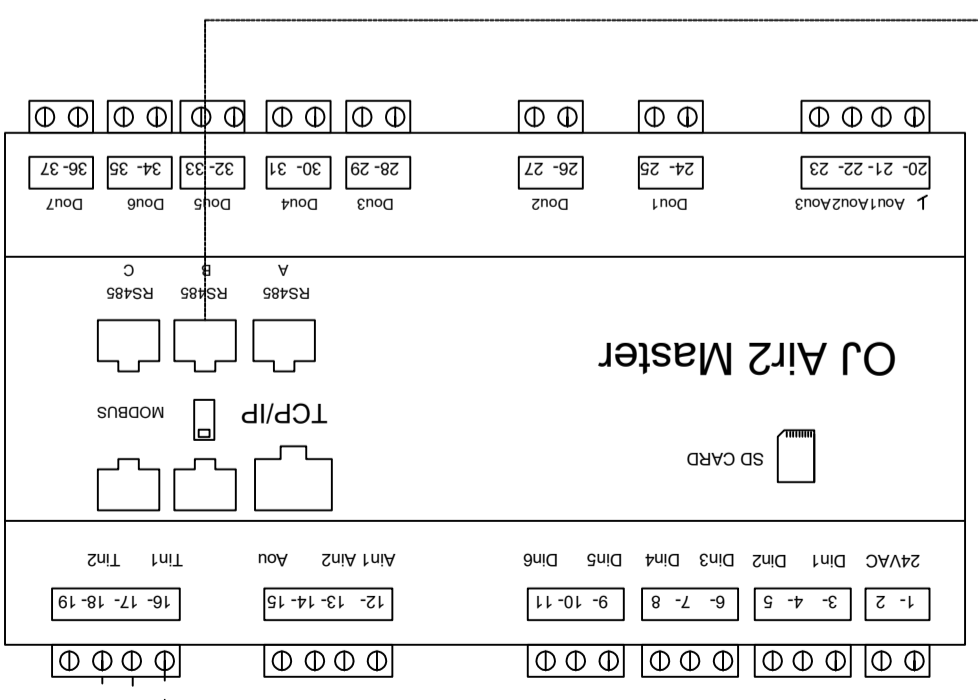 1- 2 3- 4- 5 6- 7- 8 9- 10- 11 12- 13- 14- 15 16- 17- 18- 19
24VAC Din1 Din2 Din3 Din4 Din5 Din6 Ain1 Ain2 Aou Tin1 Tin2
SD CARD
TCP/IP MODBUS
OJ Air2 Master
RS485 RS485 RS485
A B C
Aou1Aou2Aou3 Dou1 Dou2 Dou3 Dou4 Dou5 Dou6 Dou7
20- 21- 22- 23 24- 25 26- 27 28- 29 30- 31 32-33 34- 35 36-37